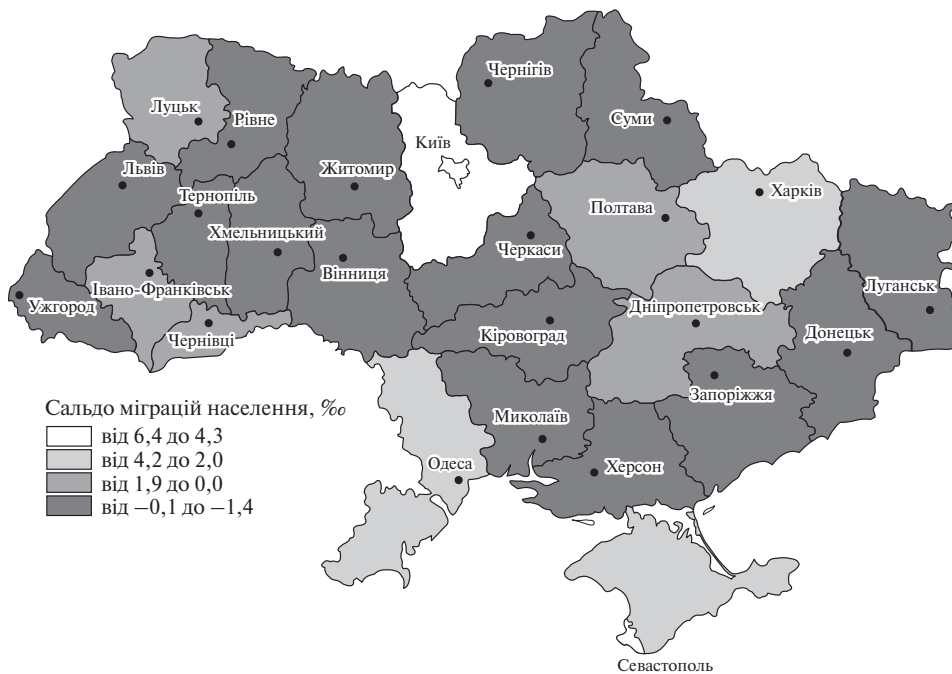 Чернігів
Луцьк
Рівне
Суми
Київ
Львів
Житомир
Харків
Тернопіль
Полтава
Хмельницький
Черкаси
Вінниця
Івано-Франківськ
Луганськ
Ужгород
Дніпропетровськ
Чернівці
Кіровоград
Донецьк
Запоріжжя
Сальдо міграцій населення, ‰
від 6,4 до 4,3
від 4,2 до 2,0
від 1,9 до 0,0
від −0,1 до −1,4
Миколаїв
Одеса
Херсон
Севастополь